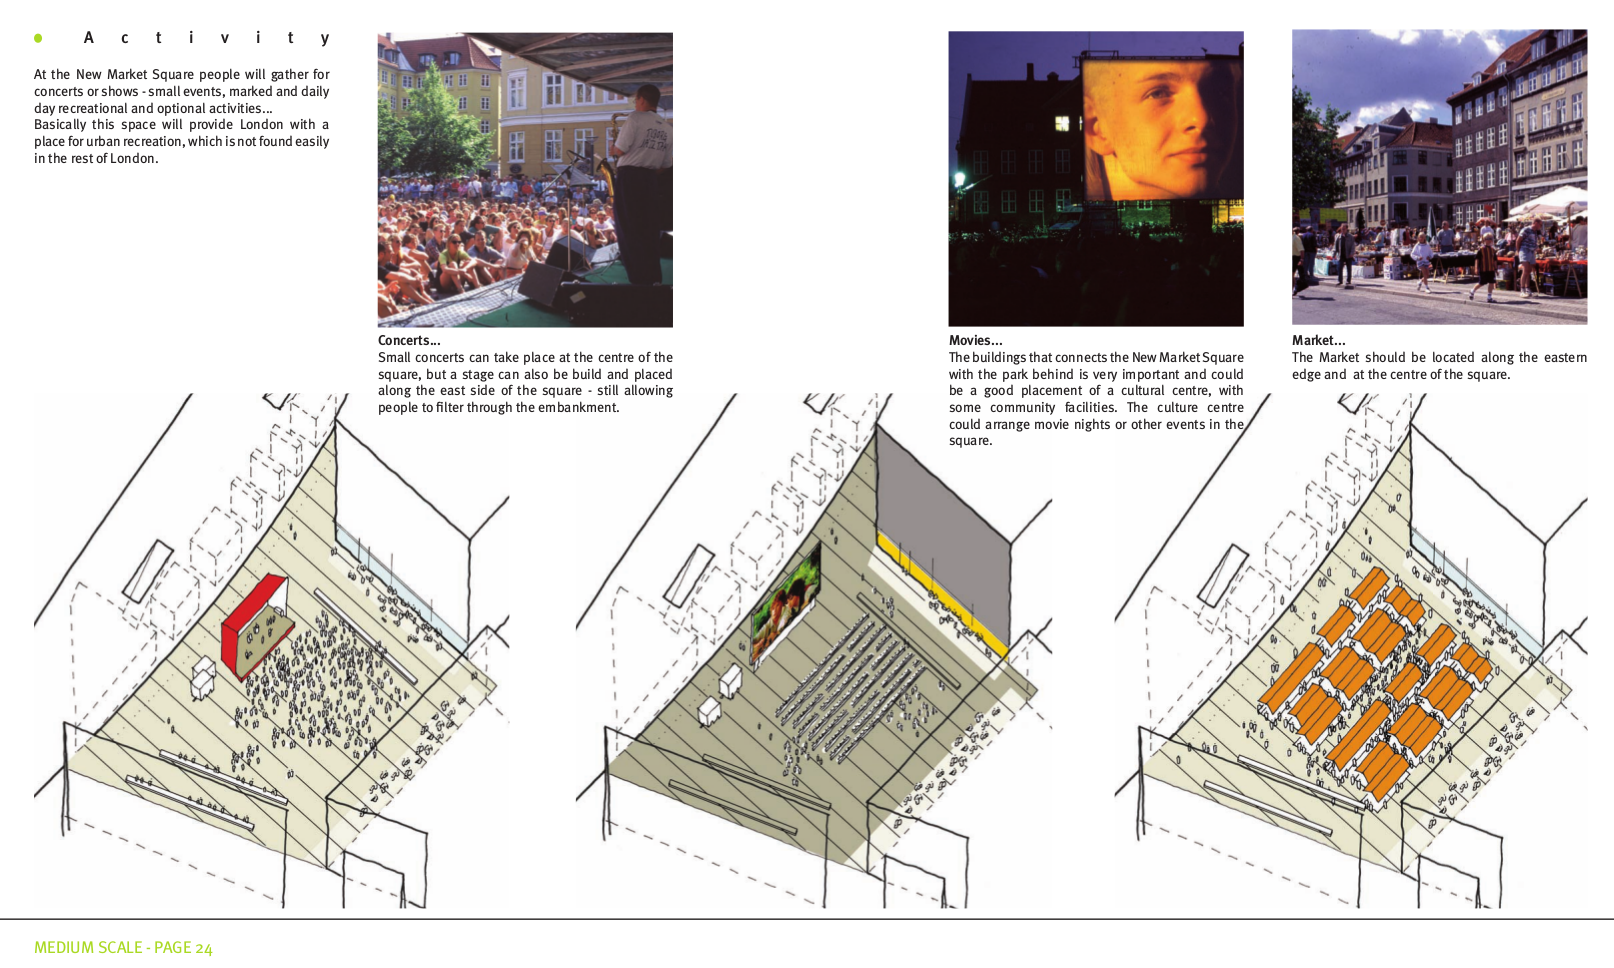 Activity
At the New Market Square people will gather for
concerts or shows - small events, marked and daily
day recreational and optional activities...
Basically this space will provide London with a
place for urban recreation, which is not found easily
in the rest of London.
Concerts...
Small concerts can take place at the centre of the
square, but a stage can also be build and placed
along the east side of the square - still allowing
people to filter through the embankment.
Movies...
The buildings that connects the New Market Square
with the park behind is very important and could
be a good placement of a cultural centre, with
some community facilities. The culture centre
could arrange movie nights or other events in the
square.
Market...
The Market should be located along the eastern
edge and at the centre of the square.
MEDIUM SCALE - PAGE 24